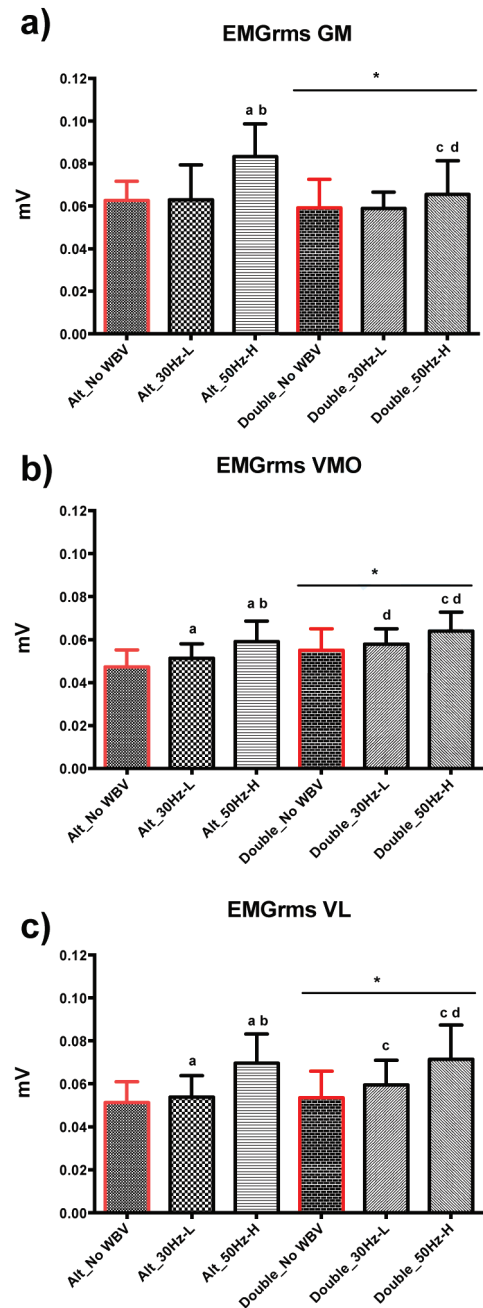 a)
EMGrms GM
*
a b
c d
0.12
0.10
0.08
0.06
0.04
0.02
0.00
mV
Alt_No WBV
Alt_30Hz-L
Alt_50Hz-H
Double_No WBV
Double_30Hz-L
Double_50Hz-H
b)
EMGrms VMO
*
a
a b
d
c d
0.12
0.10
0.08
0.06
0.04
0.02
0.00
mV
Alt_No WBV
Alt_30Hz-L
Alt_50Hz-H
Double_No WBV
Double_30Hz-L
Double_50Hz-H
c)
EMGrms VL
*
a
a b
c
c d
0.12
0.10
0.08
0.06
0.04
0.02
0.00
mV
Alt_No WBV
Alt_30Hz-L
Alt_50Hz-H
Double_No WBV
Double_30Hz-L
Double_50Hz-H